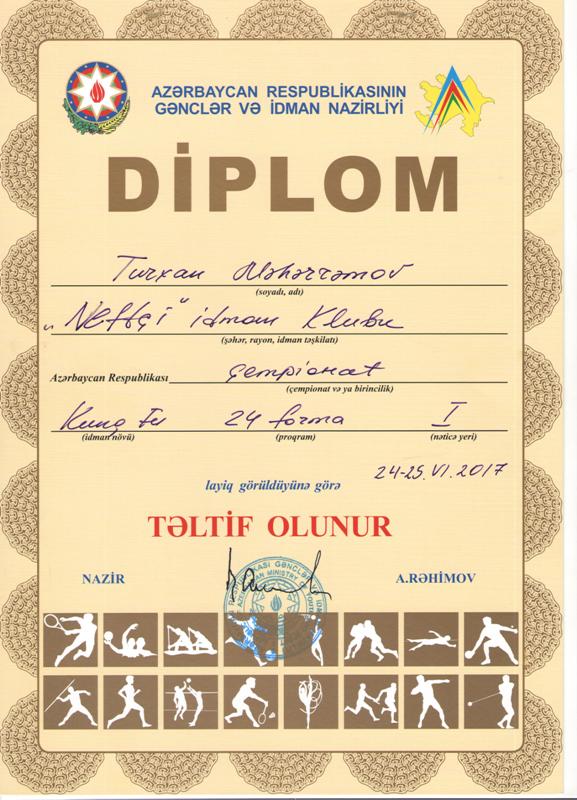 AZƏRBAYCAN RESPUBLİKASININ
GƏNCLƏR VƏ İDMAN NAZİRLİYİ
DİPLOM
Turxan Məhərrəmov
(soyadı, adı)
"Neftçi" idman Klubu
(şəhər, rayon, idman təşkilatı)
Azərbaycan Respublikası çempionat
(çempionat və ya birincilik)
Kung Fu 24 forma I
(idman növü) (proqram) (nəticə yeri)
24-25.VI.2017
layiq görüldüyünə görə
TƏLTİF OLUNUR
NAZİR A.RƏHİMOV